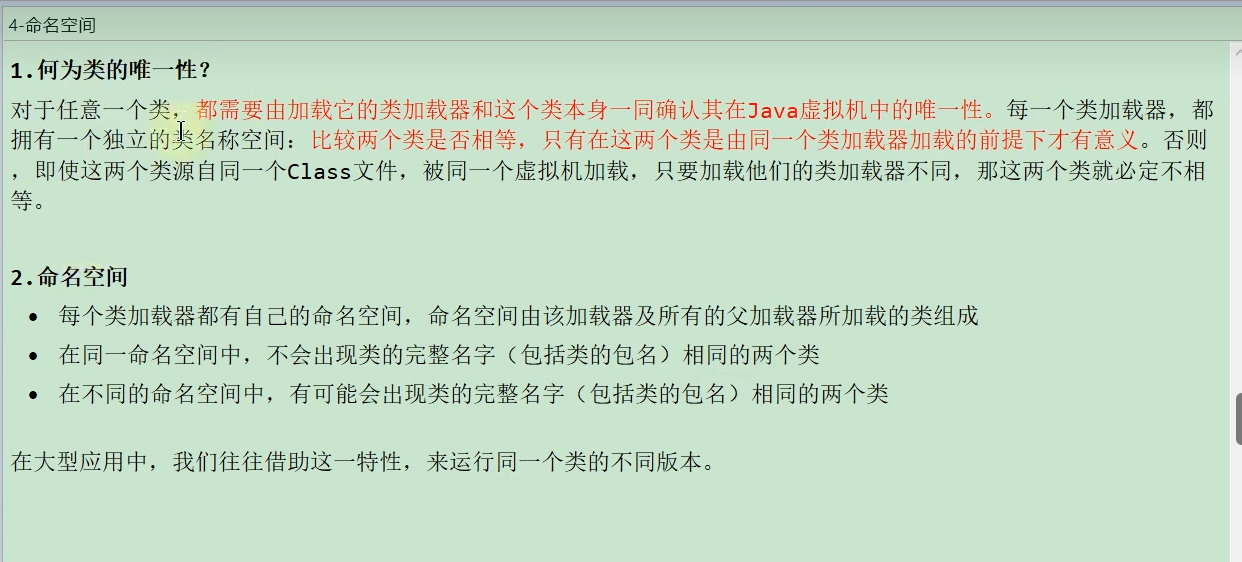 4-命名空间
1.何为类的唯一性？
对于任意一个类，都需要由加载它的类加载器和这个类本身一同确认其在Java虚拟机中的唯一性。每一个类加载器，都
拥有一个独立的类名称空间：比较两个类是否相等，只有在这两个类是由同一个类加载器加载的前提下才有意义。否则
，即使这两个类源自同一个Class文件，被同一个虚拟机加载，只要加载他们的类加载器不同，那这两个类就必定不相
等。
2.命名空间
• 每个类加载器都有自己的命名空间，命名空间由该加载器及所有的父加载器所加载的类组成
• 在同一命名空间中，不会出现类的完整名字（包括类的包名）相同的两个类
• 在不同的命名空间中，有可能会出现类的完整名字（包括类的包名）相同的两个类
在大型应用中，我们往往借助这一特性，来运行同一个类的不同版本。